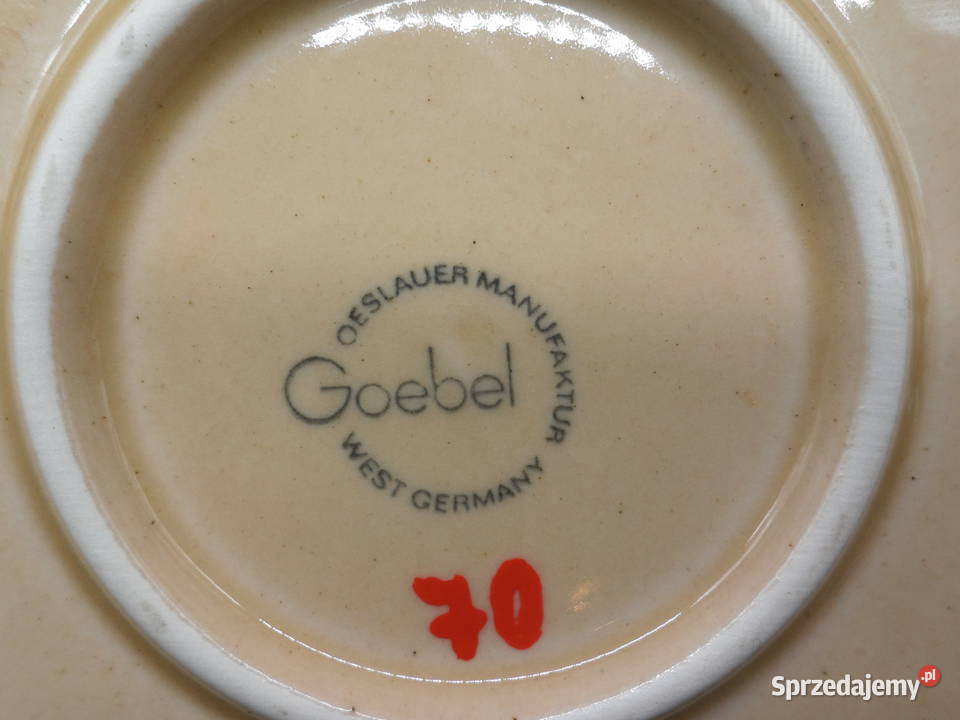 OESLAUER MANUFAKTUR
Goebel
WEST GERMANY
70
Sprzedajemy.pl